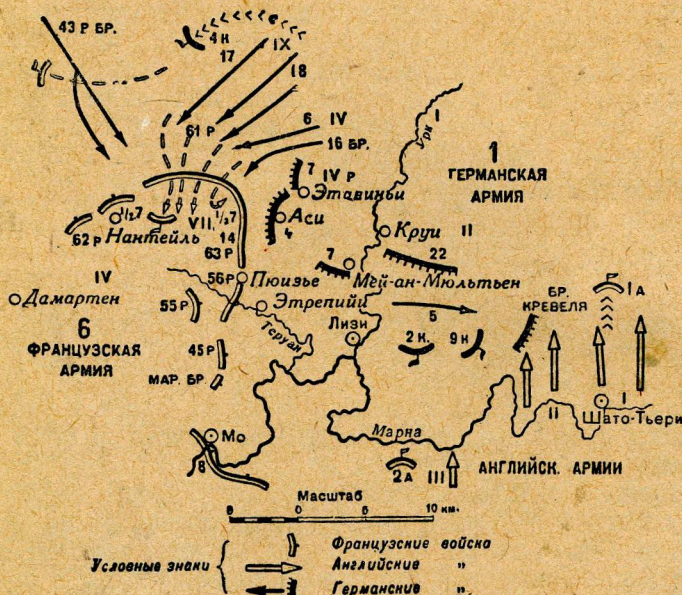 43 Р БР.
4 К
17
IX
18
6 IV
16 БР.
61 Р
7
IV Р
Этавиньи
Аси
4
I
1
ГЕРМАНСКАЯ
АРМИЯ
Круи II
22
½ 7
62 Р Нантейль
VII
½ 7
14
63 Р
7
Мей-ан-Мюльтьен
IV
Дамартен
6
ФРАНЦУЗСКАЯ
АРМИЯ
56 Р Пюизье
55 Р
Этрепийи
Теруан
5
Лизи
БР.
КРЕВЕЛЯ
1 А
2 К.
9 К
45 Р
МАР. БР.
I
Шато-Тьери
II
Мо
8
Марна
2 А
III
АНГЛИЙСК. АРМИИ
Масштаб
0 5 10 км.
Условные знаки
Французские войска
Английские "
Германские "